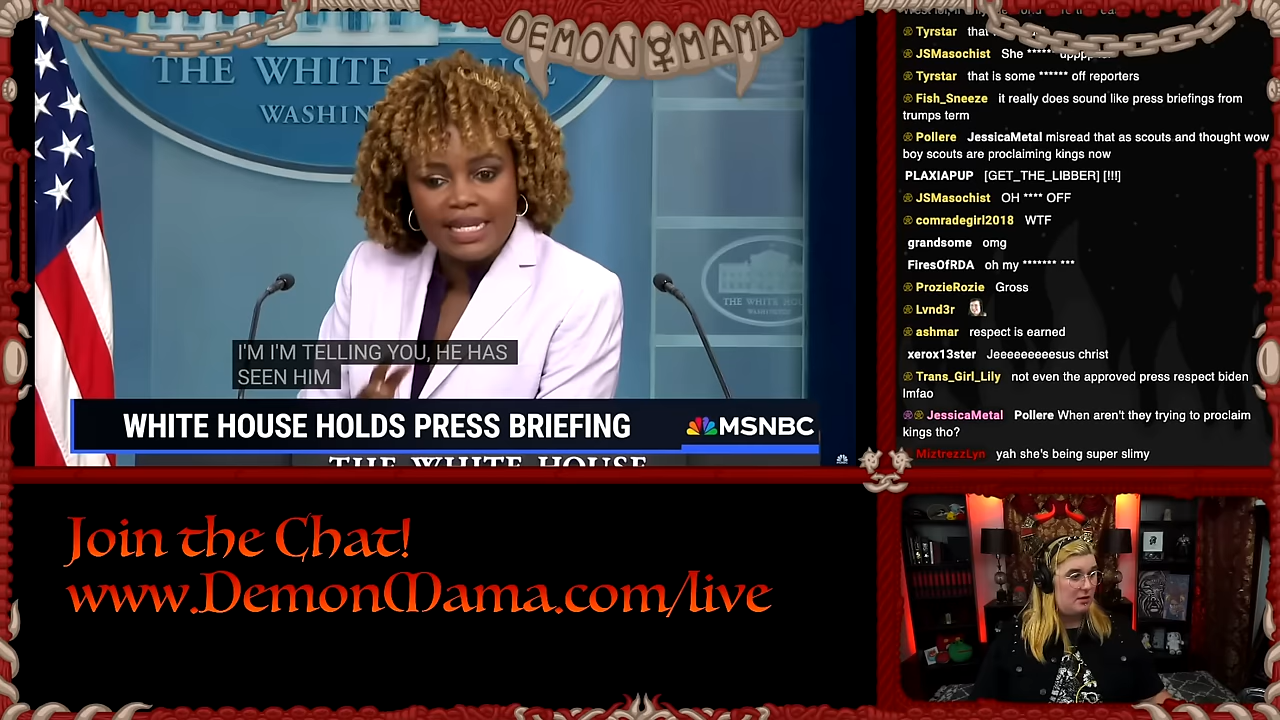 DEMON MAMA
THE WHITE HOUSE
WASHIN
THE WHITE HOU
WASHINGTON
I'M I'M TELLING YOU, HE HAS
SEEN HIM
WHITE HOUSE HOLDS PRESS BRIEFING
MSNBC
THE WHITE HOUSE
Tyrstar that
JSMasochist She *****
Tyrstar that is some ****** off reporters
Fish_Sneeze it really does sound like press briefings from
trumps term
Pollere JessicaMetal misread that as scouts and thought wow
boy scouts are proclaiming kings now
PLAXIAPUP [GET_THE_LIBBER] [!!!]
JSMasochist OH **** OFF
comradegirl2018 WTF
grandsome omg
FiresOfRDA oh my ******* ***
ProzieRozie Gross
Lvnd3r
ashmar respect is earned
xerox13ster Jeeeeeeeesus christ
Trans_Girl_Lily not even the approved press respect biden
lmfao
JessicaMetal Pollere When aren't they trying to proclaim
kings tho?
MiztrezzLyn yah she's being super slimy
Join the Chat!
www.DemonMama.com/live